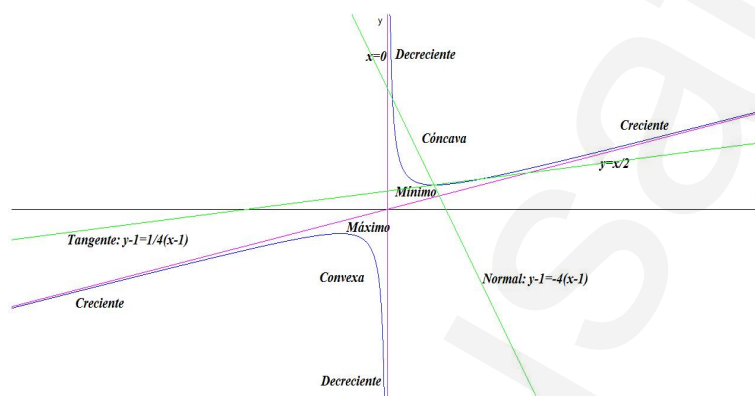 y
Decreciente
x=0
Creciente
Cóncava
y=x/2
Mínimo
Máximo
Tangente: y-1=1/4(x-1)
Convexa
Normal: y-1=-4(x-1)
Creciente
Decreciente